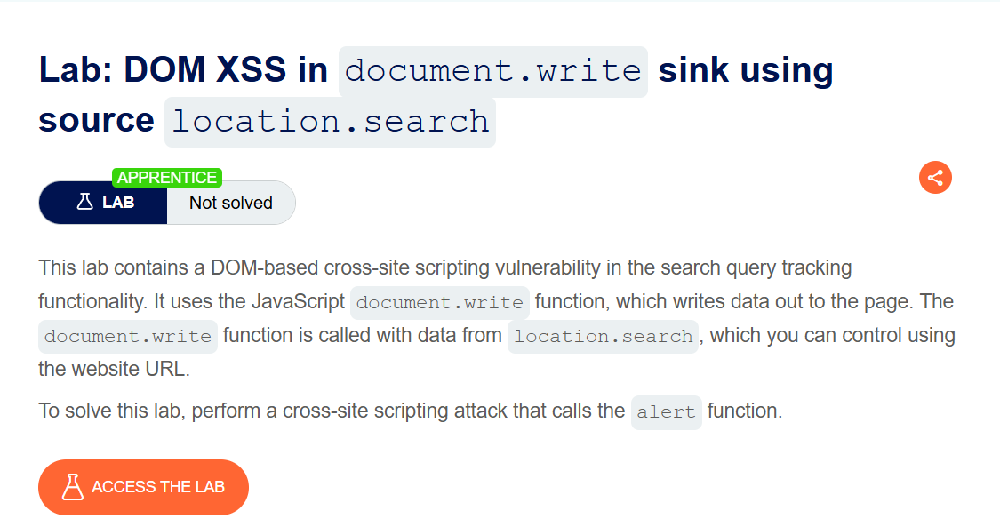 Lab: DOM XSS in document.write sink using
source location.search
APPRENTICE
LAB Not solved
This lab contains a DOM-based cross-site scripting vulnerability in the search query tracking
functionality. It uses the JavaScript document.write function, which writes data out to the page. The
document.write function is called with data from location.search, which you can control using
the website URL.
To solve this lab, perform a cross-site scripting attack that calls the alert function.
ACCESS THE LAB